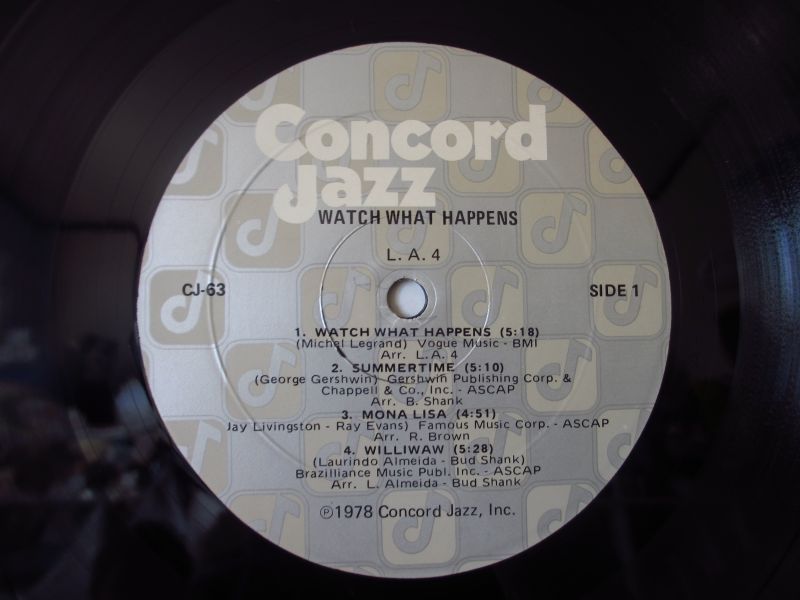 Concord
Jazz
WATCH WHAT HAPPENS
L. A. 4
CJ-63
SIDE 1
1. WATCH WHAT HAPPENS (5:18)
(Michel Legrand) Vogue Music - BMI
Arr. L.A. 4
2. SUMMERTIME (5:10)
(George Gershwin) Gershwin Publishing Corp. &
Chappell & Co., Inc. - ASCAP
Arr. B. Shank
3. MONA LISA (4:51)
Jay Livingston - Ray Evans) Famous Music Corp. - ASCAP
Arr. R. Brown
4. WILLIWAW (5:28)
(Laurindo Almeida - Bud Shank)
Brazilliance Music Publ. Inc. - ASCAP
Arr. L. Almeida - Bud Shank
℗1978 Concord Jazz, Inc.